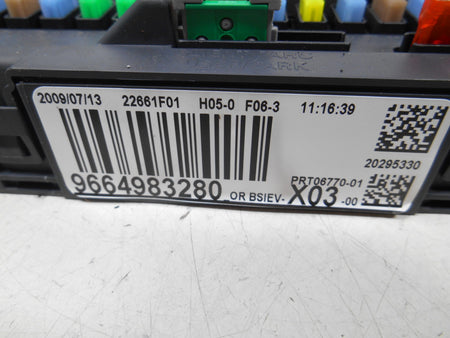 2009/07/13 22661F01 H05-0 F06-3 11:16:39
20295330
PRT06770-01
9664983280 OR BSIEV- X03 -00